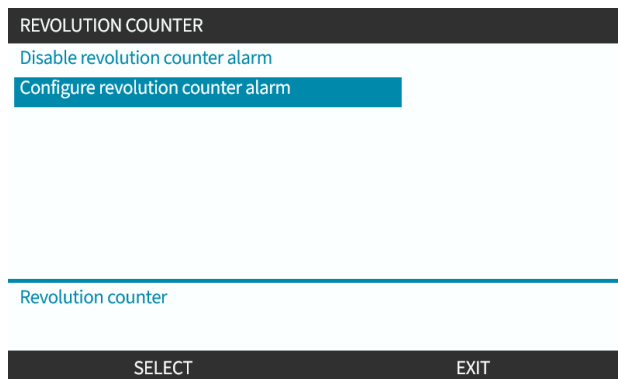 REVOLUTION COUNTER
Disable revolution counter alarm
Configure revolution counter alarm
Revolution counter
SELECT EXIT